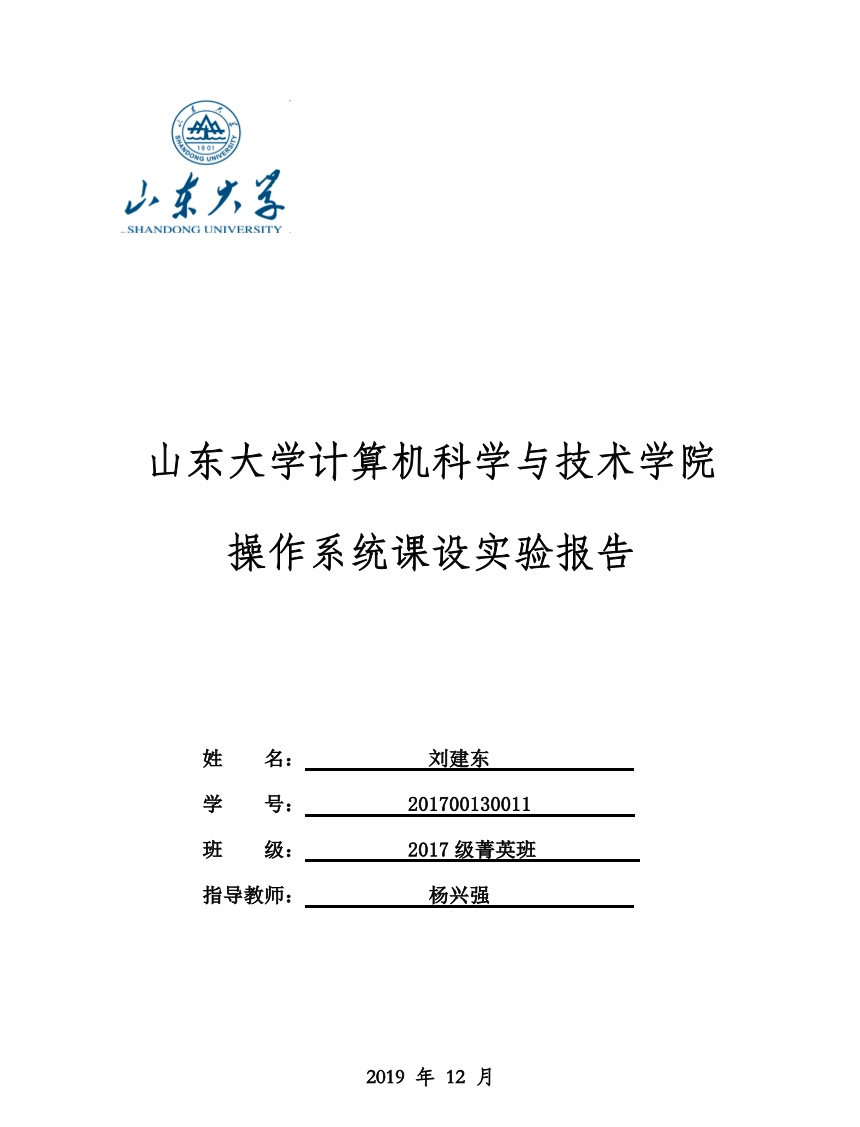 SHANDONG UNIVERSITY
1901
山东大学
SHANDONG UNIVERSITY
山东大学计算机科学与技术学院
操作系统课设实验报告
姓 名： 刘建东
学 号： 201700130011
班 级： 2017 级菁英班
指导教师： 杨兴强
2019 年 12 月